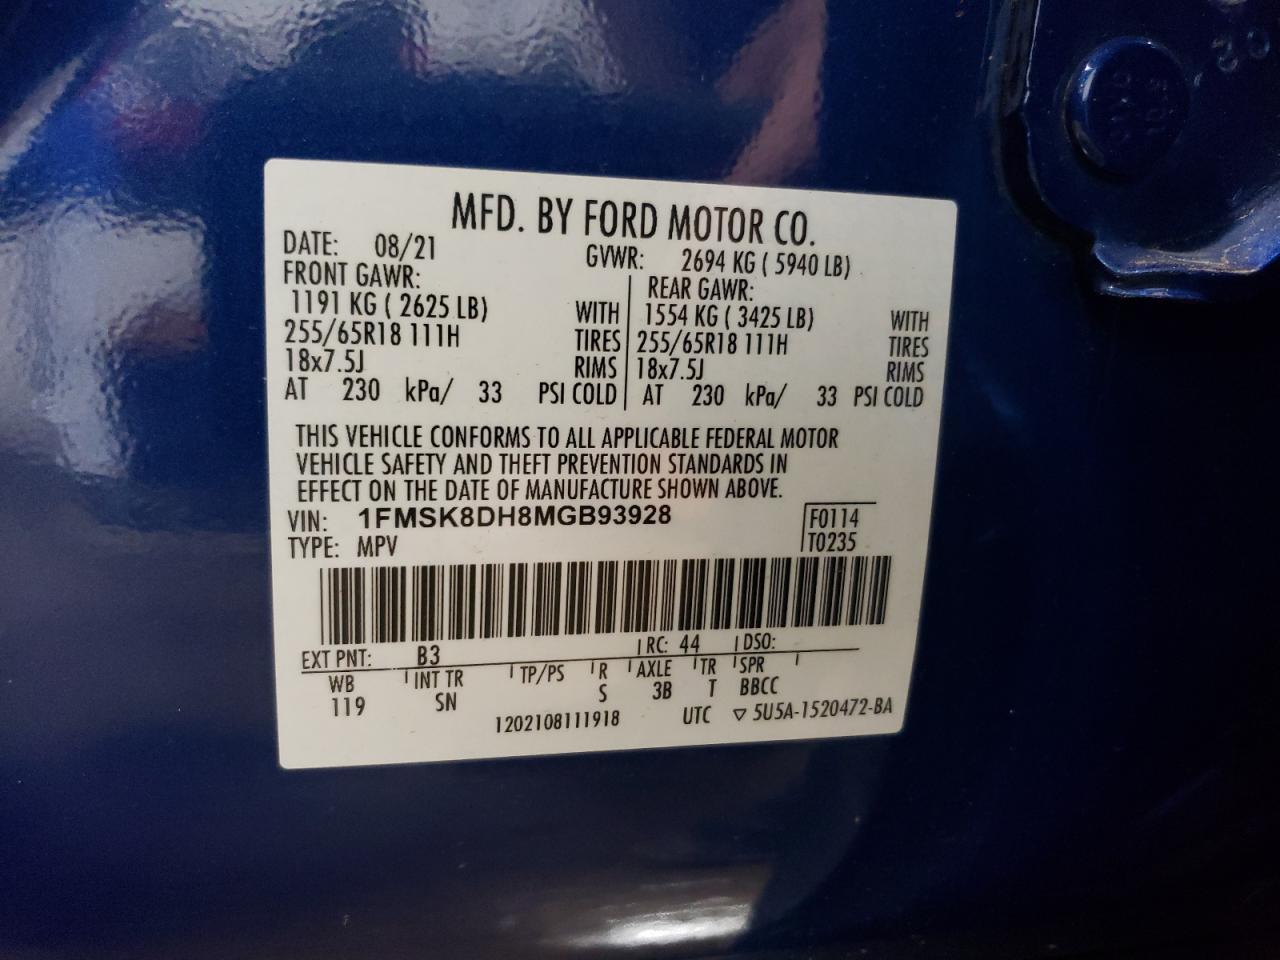 MFD. BY FORD MOTOR CO.
DATE: 08/21 GVWR: 2694 KG ( 5940 LB)
FRONT GAWR: REAR GAWR:
1191 KG ( 2625 LB) WITH 1554 KG ( 3425 LB) WITH
255/65R18 111H TIRES 255/65R18 111H TIRES
18x7.5J RIMS 18x7.5J RIMS
AT 230 kPa/ 33 PSI COLD AT 230 kPa/ 33 PSI COLD
THIS VEHICLE CONFORMS TO ALL APPLICABLE FEDERAL MOTOR
VEHICLE SAFETY AND THEFT PREVENTION STANDARDS IN
EFFECT ON THE DATE OF MANUFACTURE SHOWN ABOVE.
VIN: 1FMSK8DH8MGB93928 F0114
TYPE: MPV T0235
EXT PNT: B3 RC: 44 DSO:
WB INT TR TP/PS R AXLE TR SPR
119 SN S 3B T BBCC
1202108111918 UTC ▽ 5U5A-1520472-BA